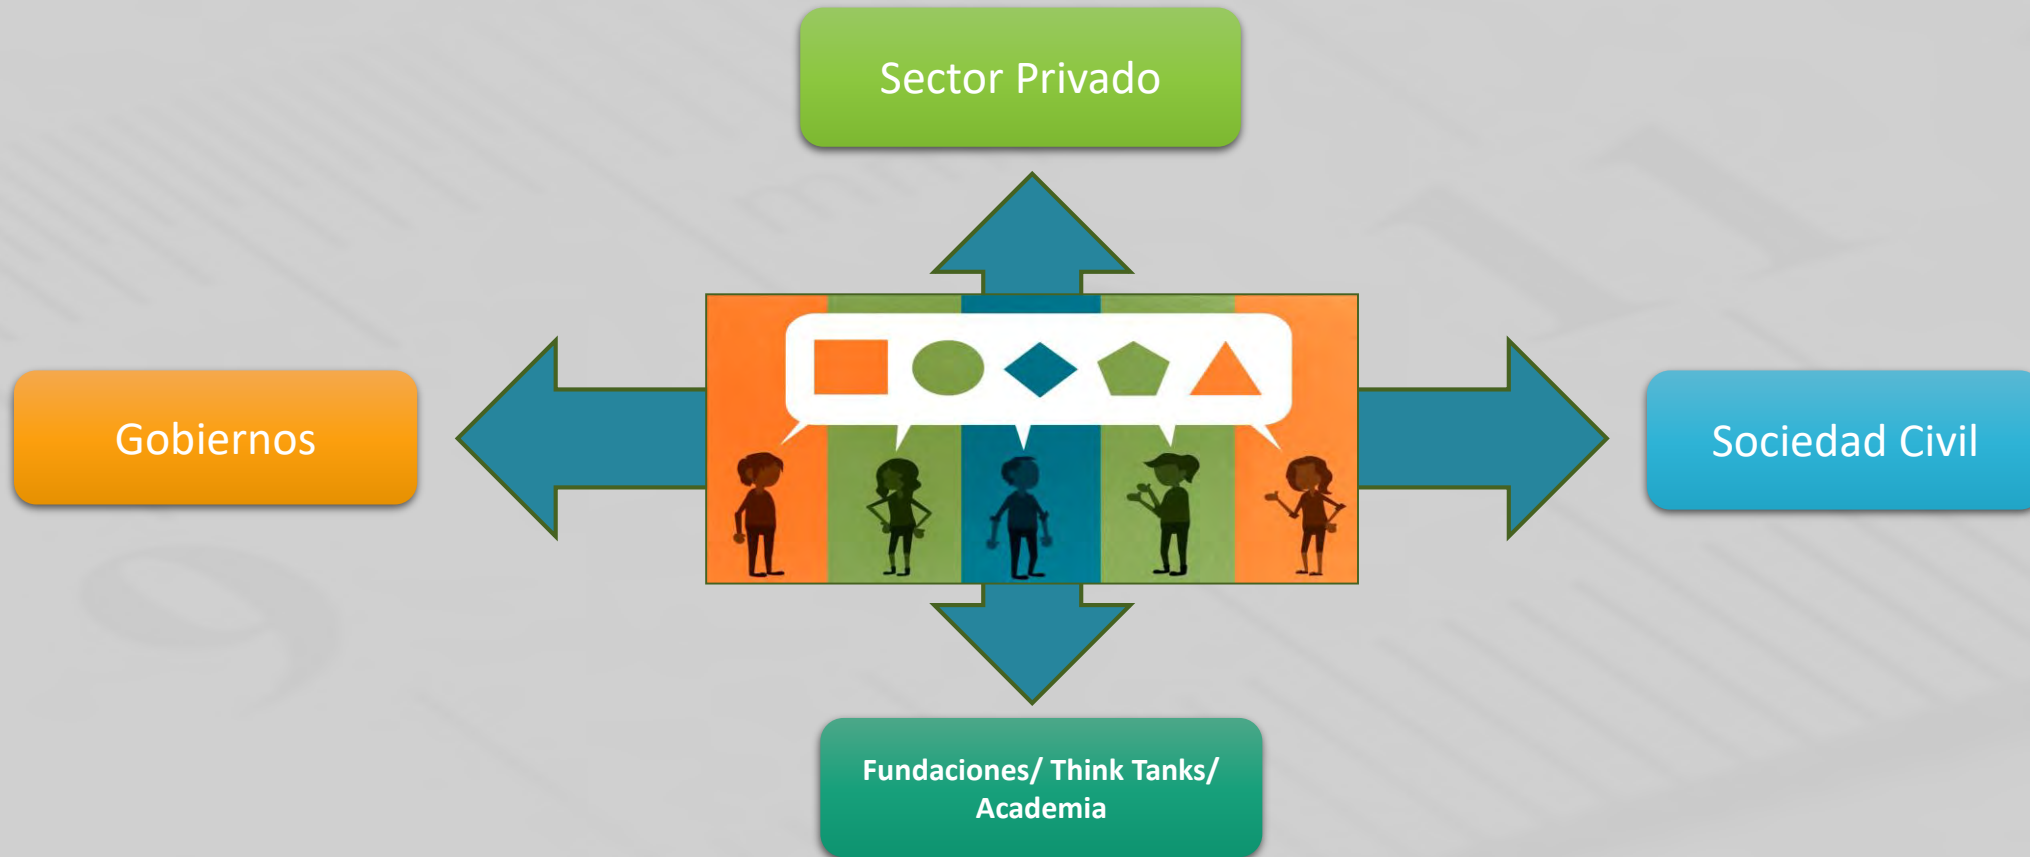 Sector Privado
Gobiernos
Sociedad Civil
Fundaciones/ Think Tanks/
Academia